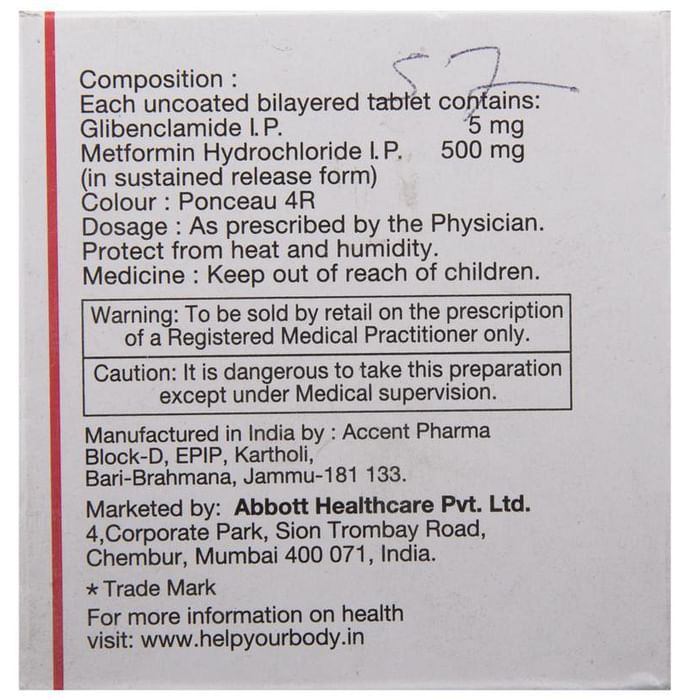 Composition :
Each uncoated bilayered tablet contains:
Glibenclamide I.P. 5 mg
Metformin Hydrochloride I.P. 500 mg
(in sustained release form)
Colour : Ponceau 4R
Dosage : As prescribed by the Physician.
Protect from heat and humidity.
Medicine : Keep out of reach of children.
Warning: To be sold by retail on the prescription
of a Registered Medical Practitioner only.
Caution: It is dangerous to take this preparation
except under Medical supervision.
Manufactured in India by : Accent Pharma
Block-D, EPIP, Kartholi,
Bari-Brahmana, Jammu-181 133.
Marketed by: Abbott Healthcare Pvt. Ltd.
4,Corporate Park, Sion Trombay Road,
Chembur, Mumbai 400 071, India.
* Trade Mark
For more information on health
visit: www.helpyourbody.in